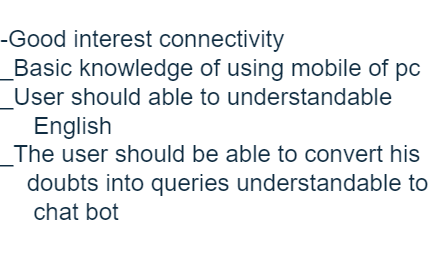 -Good interest connectivity
_Basic knowledge of using mobile of pc
_User should able to understandable
English
_The user should be able to convert his
doubts into queries understandable to
chat bot